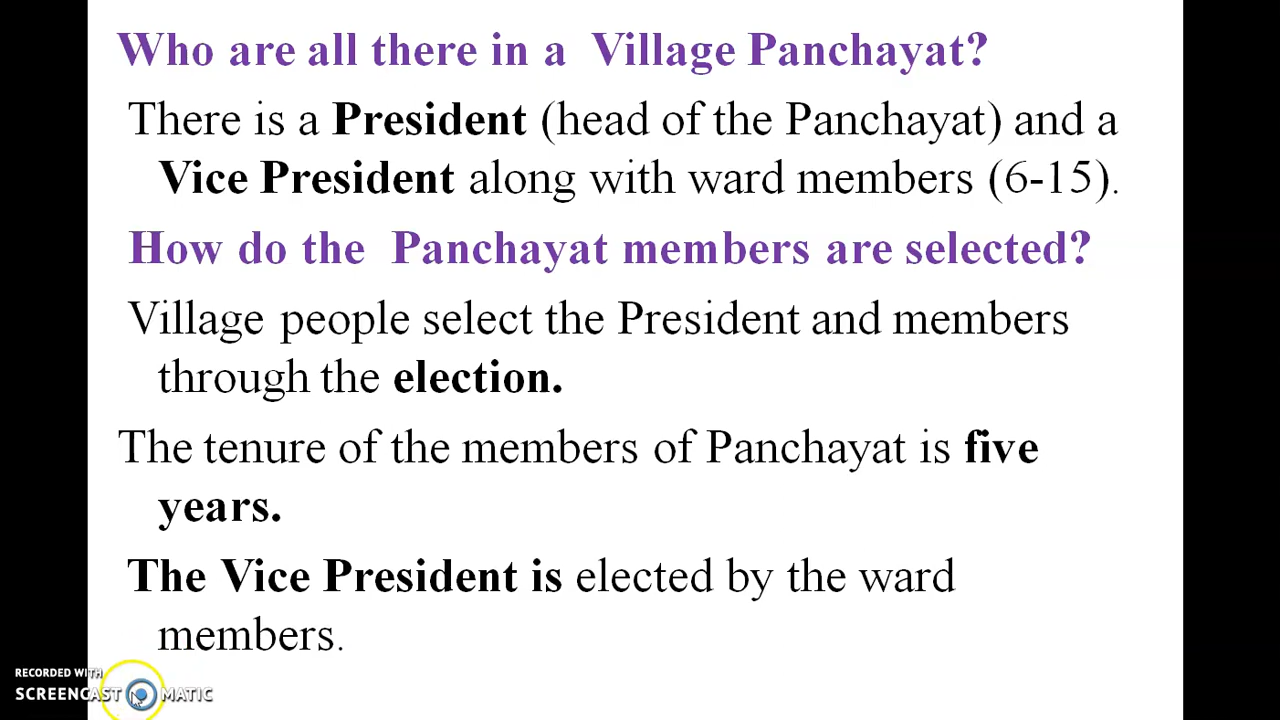 Who are all there in a Village Panchayat?
There is a President (head of the Panchayat) and a
Vice President along with ward members (6-15).
How do the Panchayat members are selected?
Village people select the President and members
through the election.
The tenure of the members of Panchayat is five
years.
The Vice President is elected by the ward
members.
RECORDED WITH
SCREENCAST MATIC